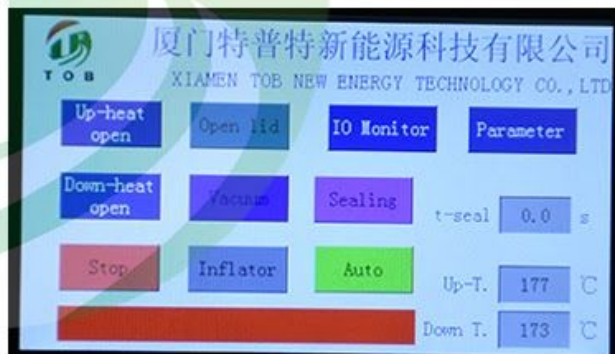 厦门特普特新能源科技有限公司
TOB
XIAMEN TOB NEW ENERGY TECHNOLOGY CO.,LTD
Up-heat open
Open lid
IO Monitor
Parameter
Down-heat open
Vacuum
Sealing
t-seal 0.0 s
Stop
Inflator
Auto
Up-T. 177 ℃
Down T. 173 ℃